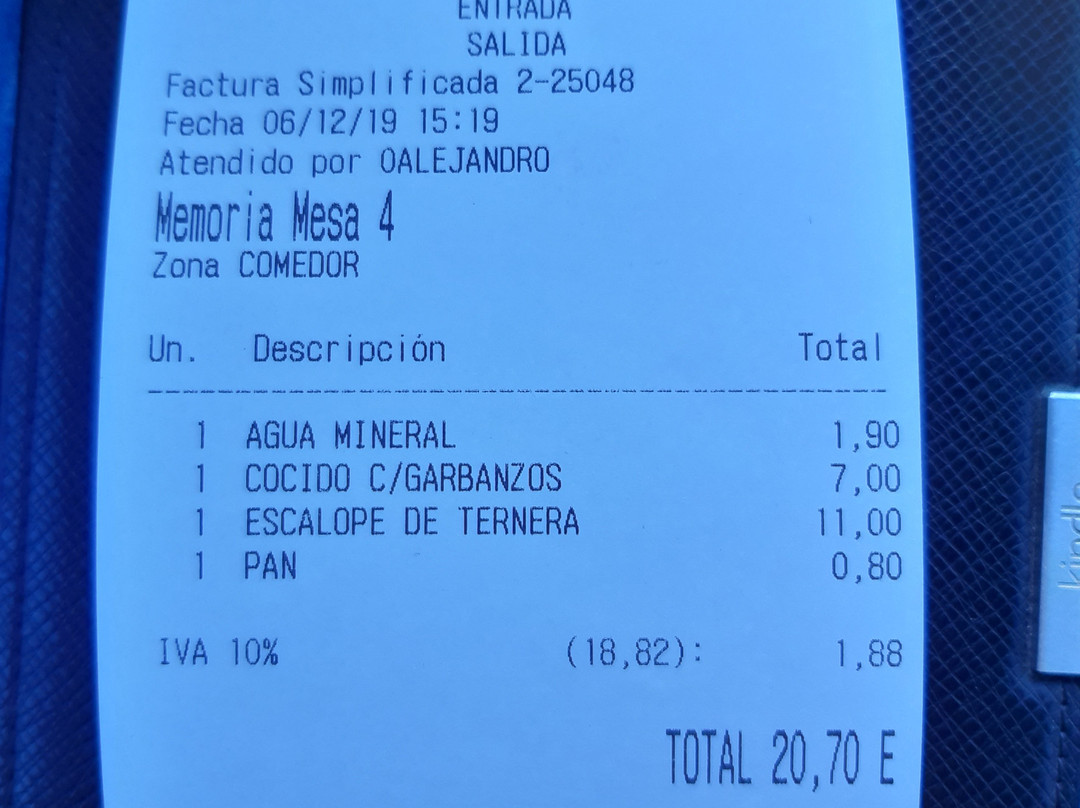 ENTRADA
SALIDA
Factura Simplificada 2-25048
Fecha 06/12/19 15:19
Atendido por 0ALEJANDRO
Memoria Mesa 4
Zona COMEDOR
Un. Descripción Total
1 AGUA MINERAL 1,90
1 COCIDO C/GARBANZOS 7,00
1 ESCALOPE DE TERNERA 11,00
1 PAN 0,80
IVA 10% (18,82): 1,88
TOTAL 20,70 E
kindle